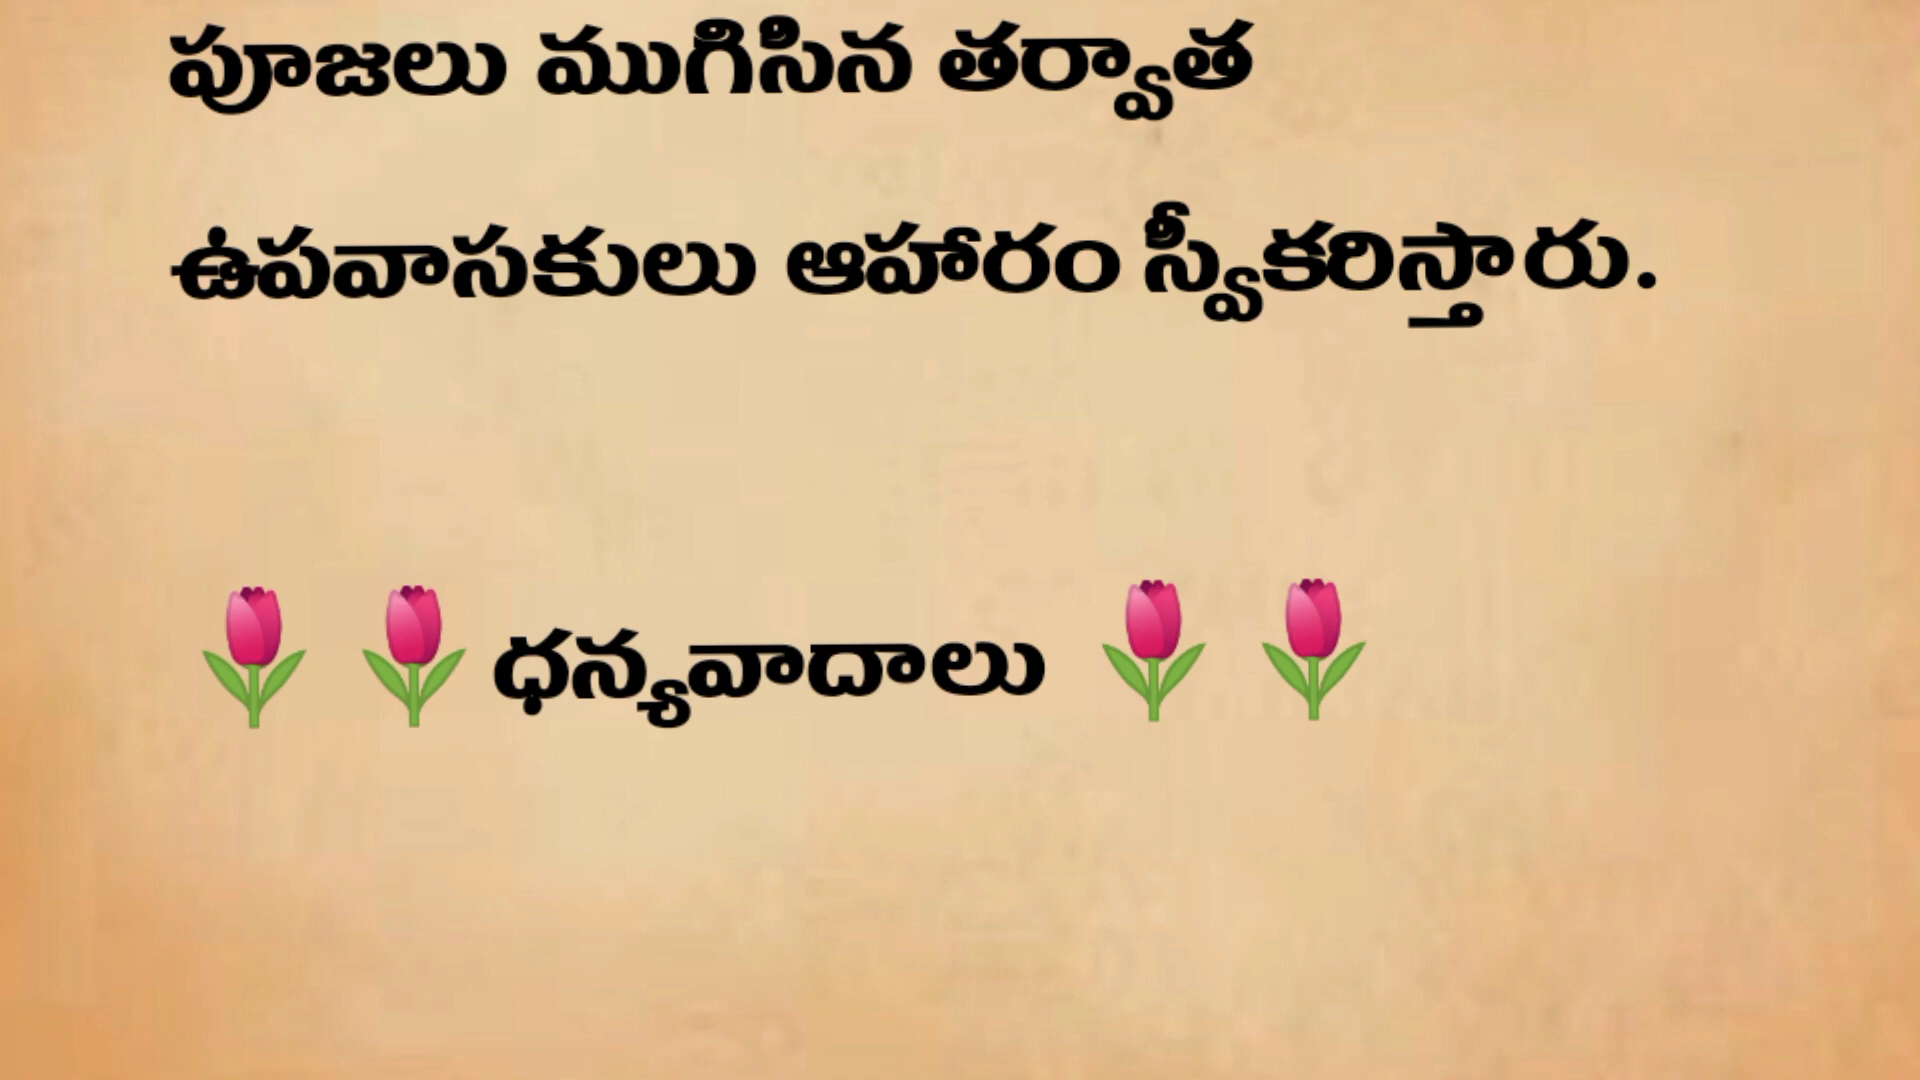 పూజలు ముగిసిన తర్వాత
ఉపవాసకులు ఆహారం స్వీకరిస్తారు.
🌷 🌷 ధన్యవాదాలు 🌷 🌷